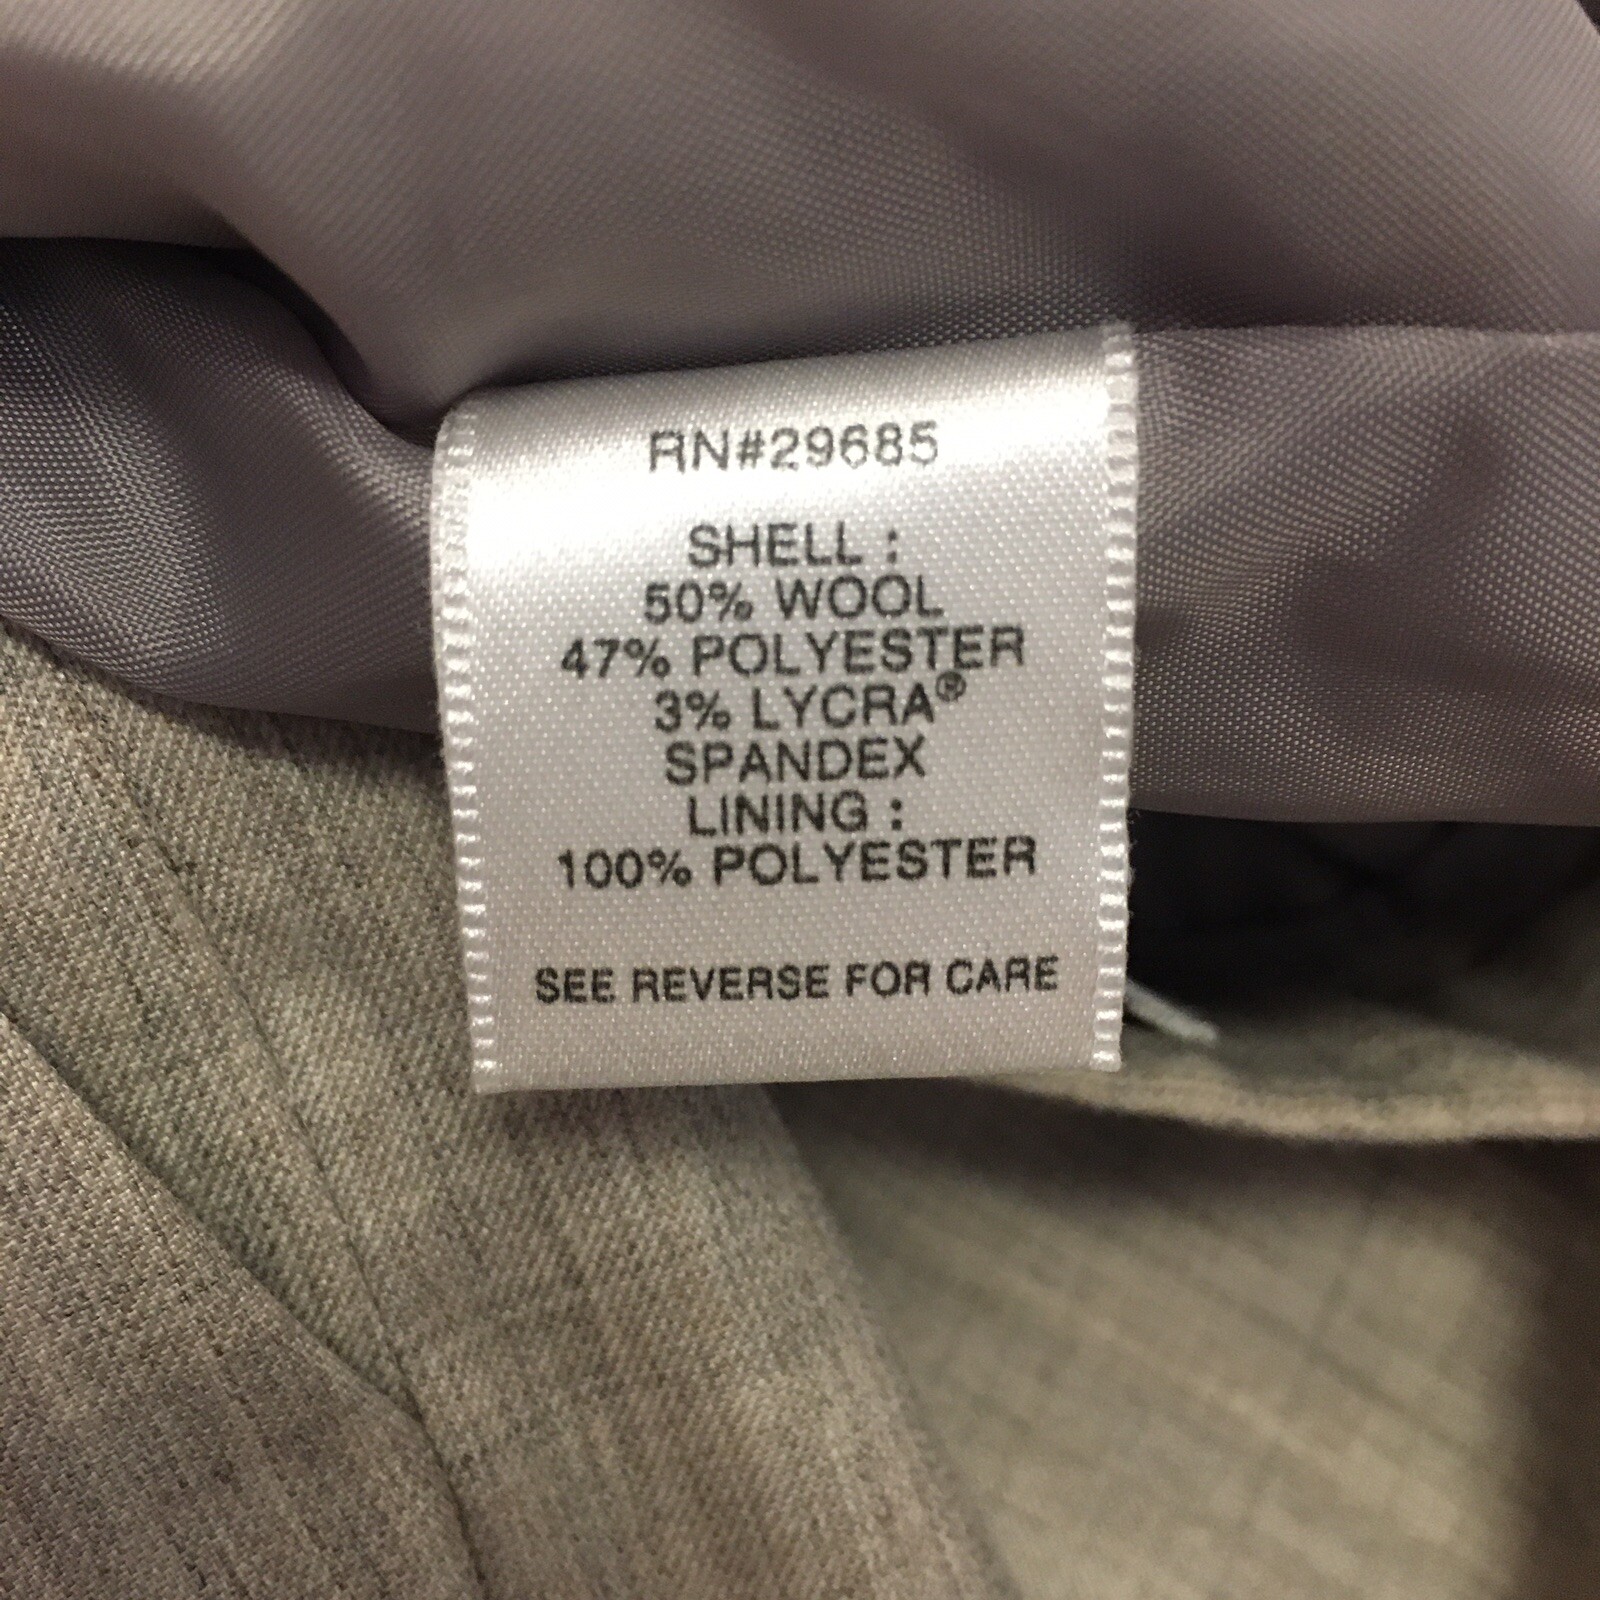 RN#29685
SHELL :
50% WOOL
47% POLYESTER
3% LYCRA®
SPANDEX
LINING :
100% POLYESTER
SEE REVERSE FOR CARE